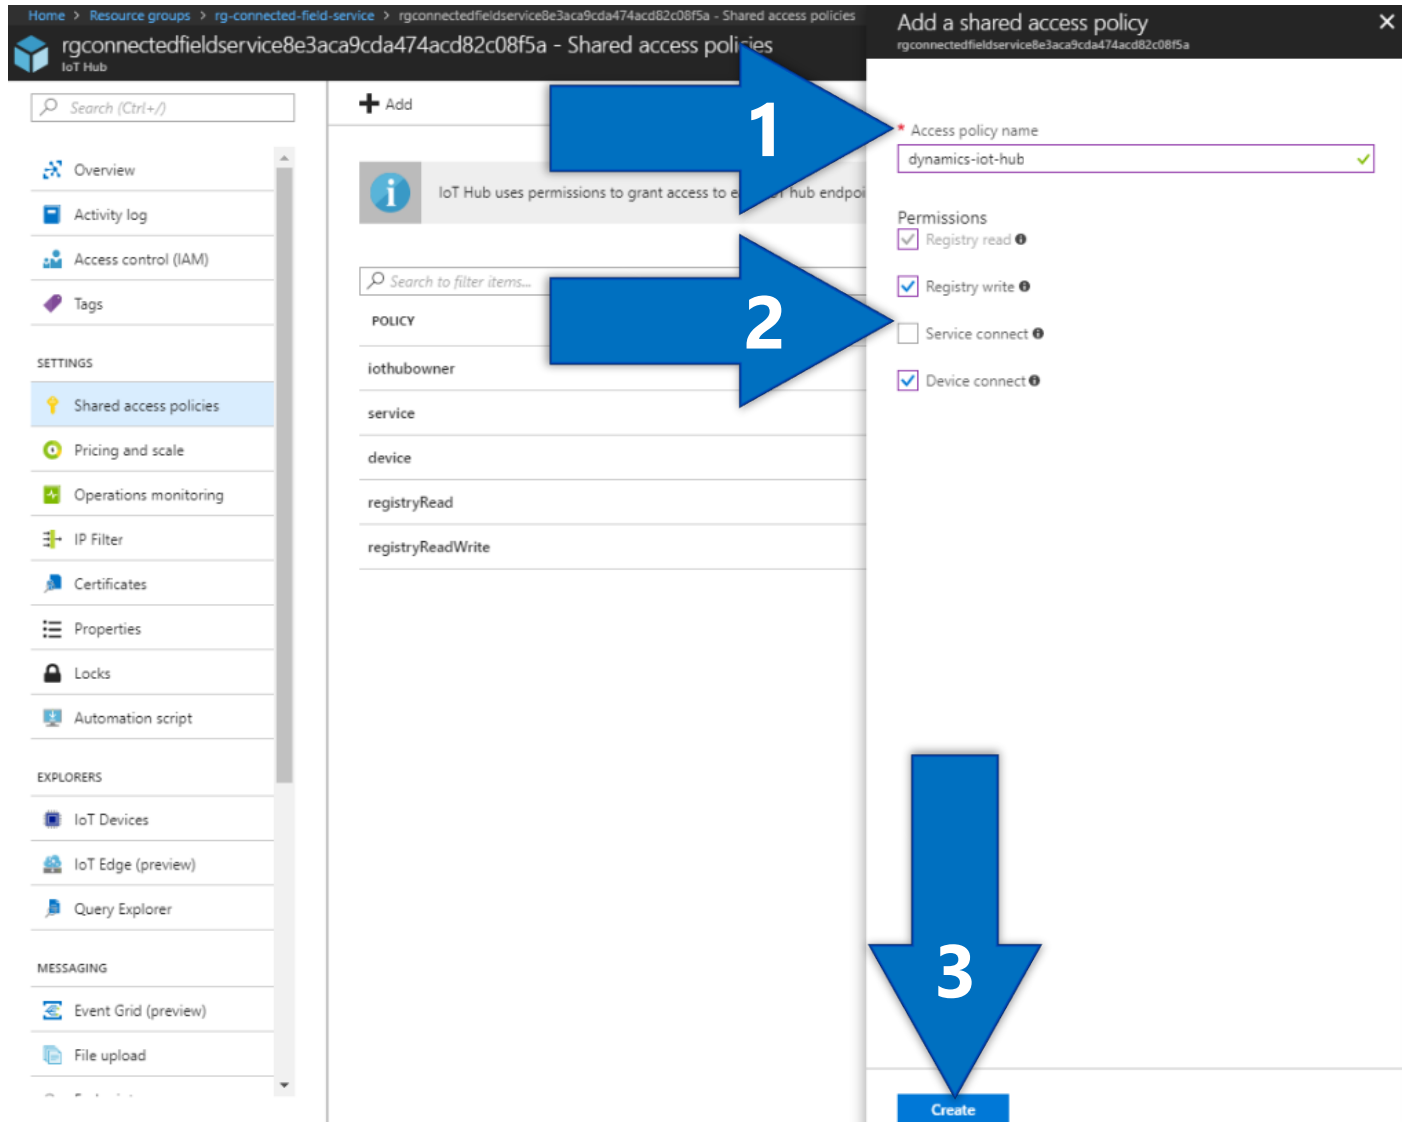 Home > Resource groups > rg-connected-field-service > rgconnectedfieldservice8e3aca9cda474acd82c08f5a - Shared access policies
rgconnectedfieldservice8e3aca9cda474acd82c08f5a - Shared access policies
IoT Hub
Search (Ctrl+/)
Overview
Activity log
Access control (IAM)
Tags
SETTINGS
Shared access policies
Pricing and scale
Operations monitoring
IP Filter
Certificates
Properties
Locks
Automation script
EXPLORERS
IoT Devices
IoT Edge (preview)
Query Explorer
MESSAGING
Event Grid (preview)
File upload
Add
IoT Hub uses permissions to grant access to hub
Search to filter items...
POLICY
iothubowner
service
device
registryRead
registryReadWrite
1
2
3
Add a shared access policy
rgconnectedfieldservice8e3aca9cda474acd82c08f5a
* Access policy name
dynamics-iot-hub
Permissions
Registry read
Registry write
Service connect
Device connect
Create